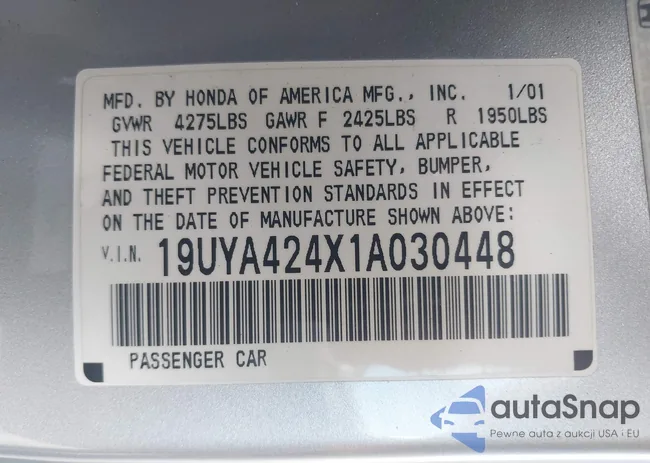 MFD. BY HONDA OF AMERICA MFG., INC. 1/01
GVWR 4275LBS GAWR F 2425LBS R 1950LBS
THIS VEHICLE CONFORMS TO ALL APPLICABLE
FEDERAL MOTOR VEHICLE SAFETY, BUMPER,
AND THEFT PREVENTION STANDARDS IN EFFECT
ON THE DATE OF MANUFACTURE SHOWN ABOVE:
V.I.N. 19UYA424X1A030448
PASSENGER CAR
autaSnap
Pewne auta z aukcji USA i EU